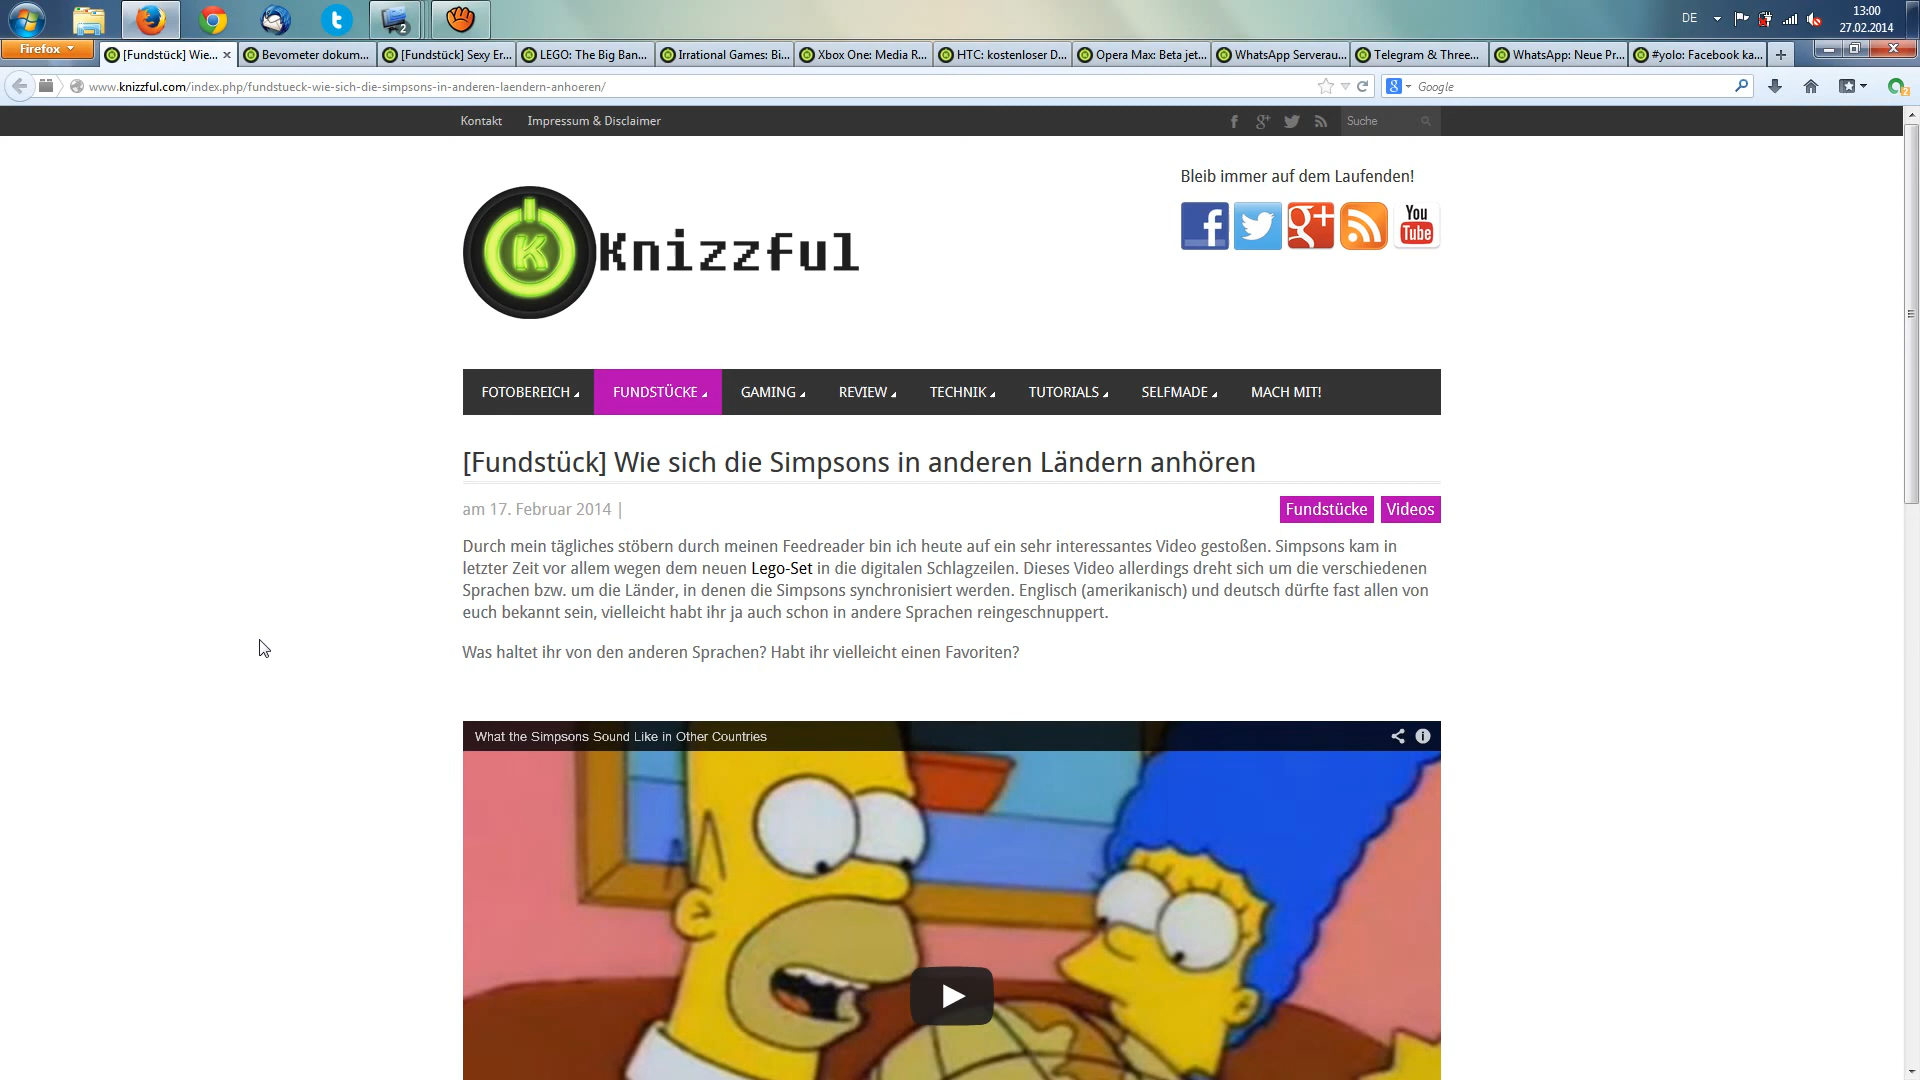 DE
13:00
27.02.2014
Firefox
[Fundstück] Wie...
Bevometer dokum...
[Fundstück] Sexy Er...
LEGO: The Big Ban...
Irrational Games: Bi...
Xbox One: Media R...
HTC: kostenloser D...
Opera Max: Beta jet...
WhatsApp Serverau...
Telegram & Three...
WhatsApp: Neue Pr...
#yolo: Facebook ka...
www.knizzful.com/index.php/fundstueck-wie-sich-die-simpsons-in-anderen-laendern-anhoeren/
Google
Kontakt
Impressum & Disclaimer
Suche
Bleib immer auf dem Laufenden!
You
Tube
K
Knizzful
FOTOBEREICH
FUNDSTÜCKE
GAMING
REVIEW
TECHNIK
TUTORIALS
SELFMADE
MACH MIT!
[Fundstück] Wie sich die Simpsons in anderen Ländern anhören
am 17. Februar 2014 |
Fundstücke
Videos
Durch mein tägliches stöbern durch meinen Feedreader bin ich heute auf ein sehr interessantes Video gestoßen. Simpsons kam in
letzter Zeit vor allem wegen dem neuen Lego-Set in die digitalen Schlagzeilen. Dieses Video allerdings dreht sich um die verschiedenen
Sprachen bzw. um die Länder, in denen die Simpsons synchronisiert werden. Englisch (amerikanisch) und deutsch dürfte fast allen von
euch bekannt sein, vielleicht habt ihr ja auch schon in andere Sprachen reingeschnuppert.
Was haltet ihr von den anderen Sprachen? Habt ihr vielleicht einen Favoriten?
What the Simpsons Sound Like in Other Countries